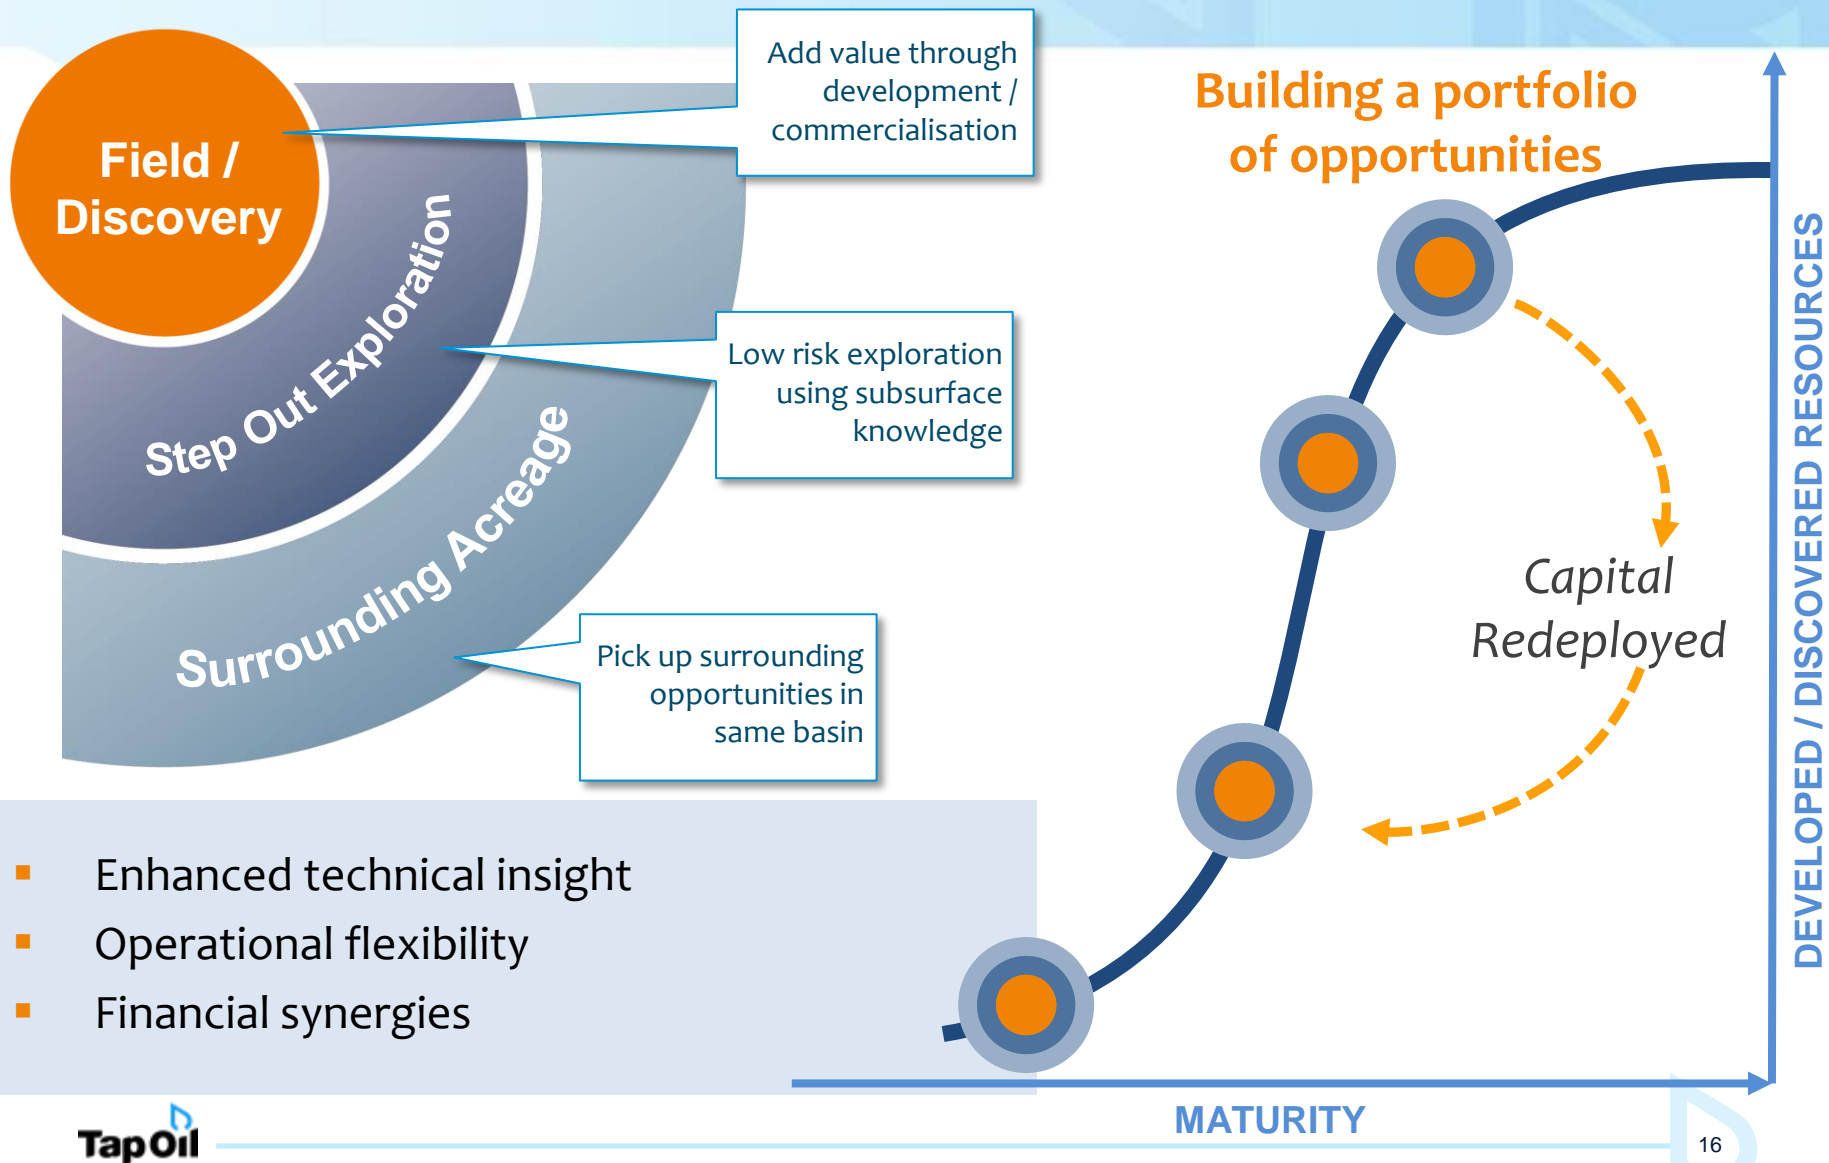 Field /
Discovery
Step Out Exploration
Surrounding Acreage
Add value through
development /
commercialisation
Low risk exploration
using subsurface
knowledge
Pick up surrounding
opportunities in
same basin
Enhanced technical insight
Operational flexibility
Financial synergies
Building a portfolio
of opportunities
Capital
Redeployed
DEVELOPED / DISCOVERED RESOURCES
MATURITY
Tap Oil
16